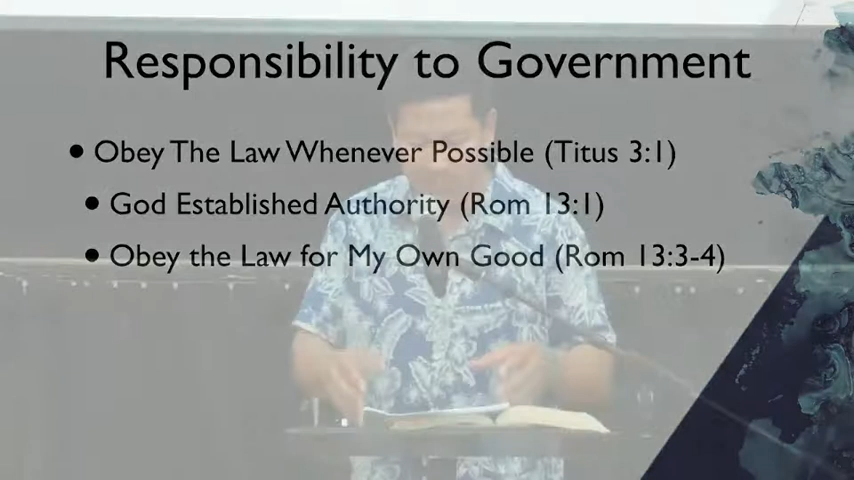 Responsibility to Government
• Obey The Law Whenever Possible (Titus 3:1)
• God Established Authority (Rom 13:1)
• Obey the Law for My Own Good (Rom 13:3-4)